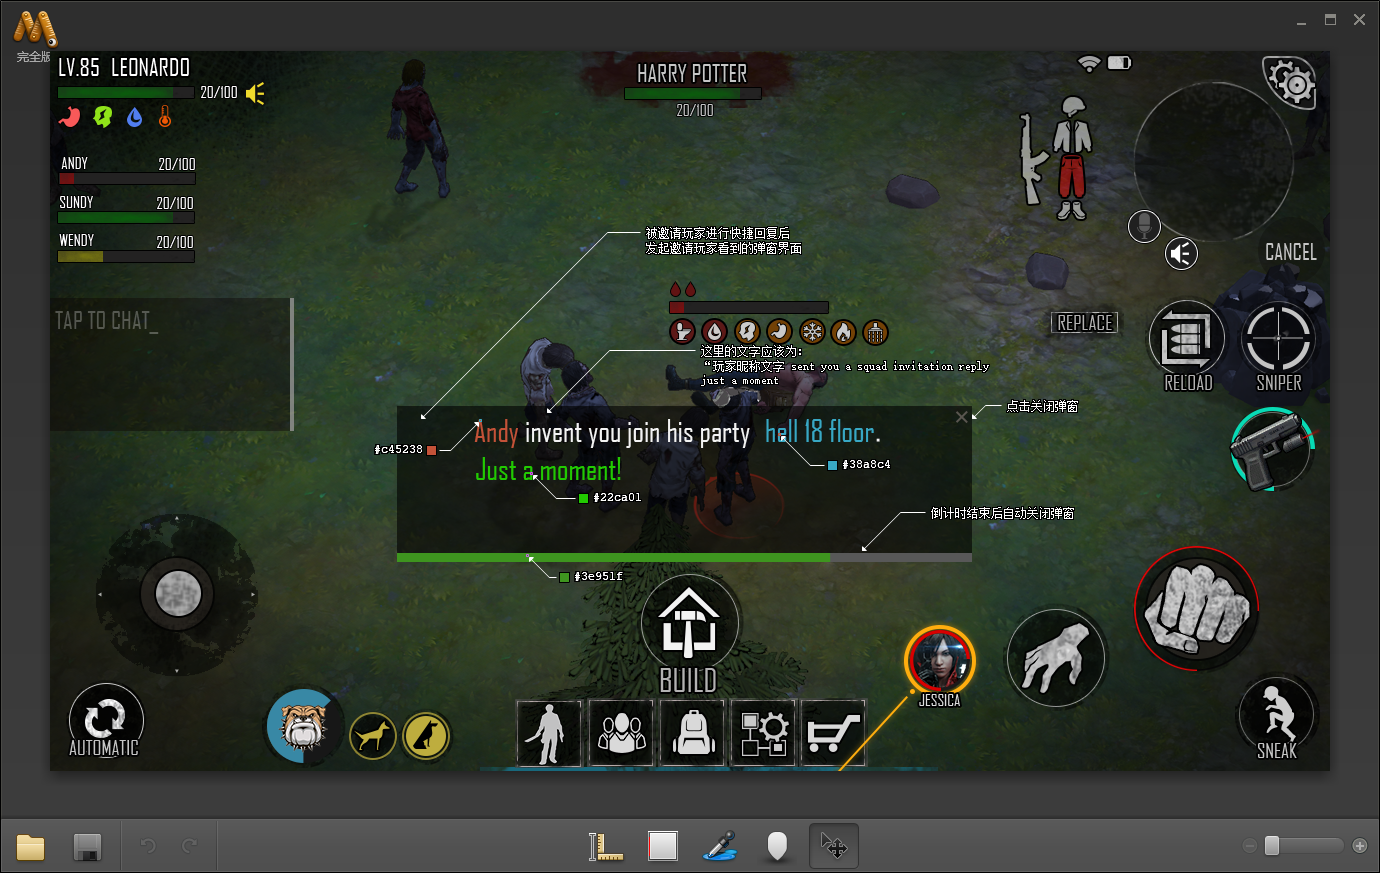 完全版
LV.85 LEONARDO
20/100
HARRY POTTER
20/100
ANDY 20/100
SUNDY 20/100
WENDY 20/100
被邀请玩家进行快捷回复后
发起邀请玩家看到的弹窗界面
CANCEL
TAP TO CHAT_
REPLACE
RELOAD
SNIPER
这里的文字应该为:
“玩家昵称文字 sent you a squad invitation reply
just a moment
点击关闭弹窗
Andy invent you join his party hall 18 floor.
#c45238
#38a8c4
Just a moment!
#22ca01
倒计时结束后自动关闭弹窗
#3e951f
BUILD
JESSICA
AUTOMATIC
SNEAK